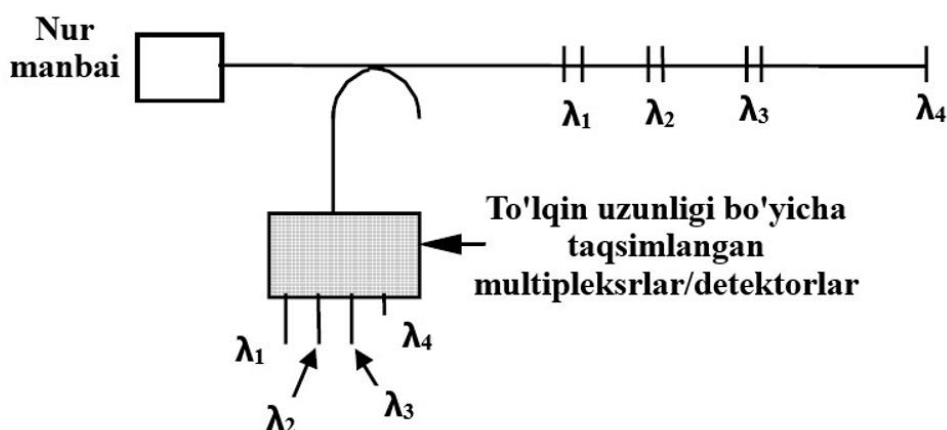 Nur
manbai
λ1
λ2
λ3
λ4
To'lqin uzunligi bo'yicha
taqsimlangan
multipleksrlar/detektorlar
λ1
λ4
λ2
λ3